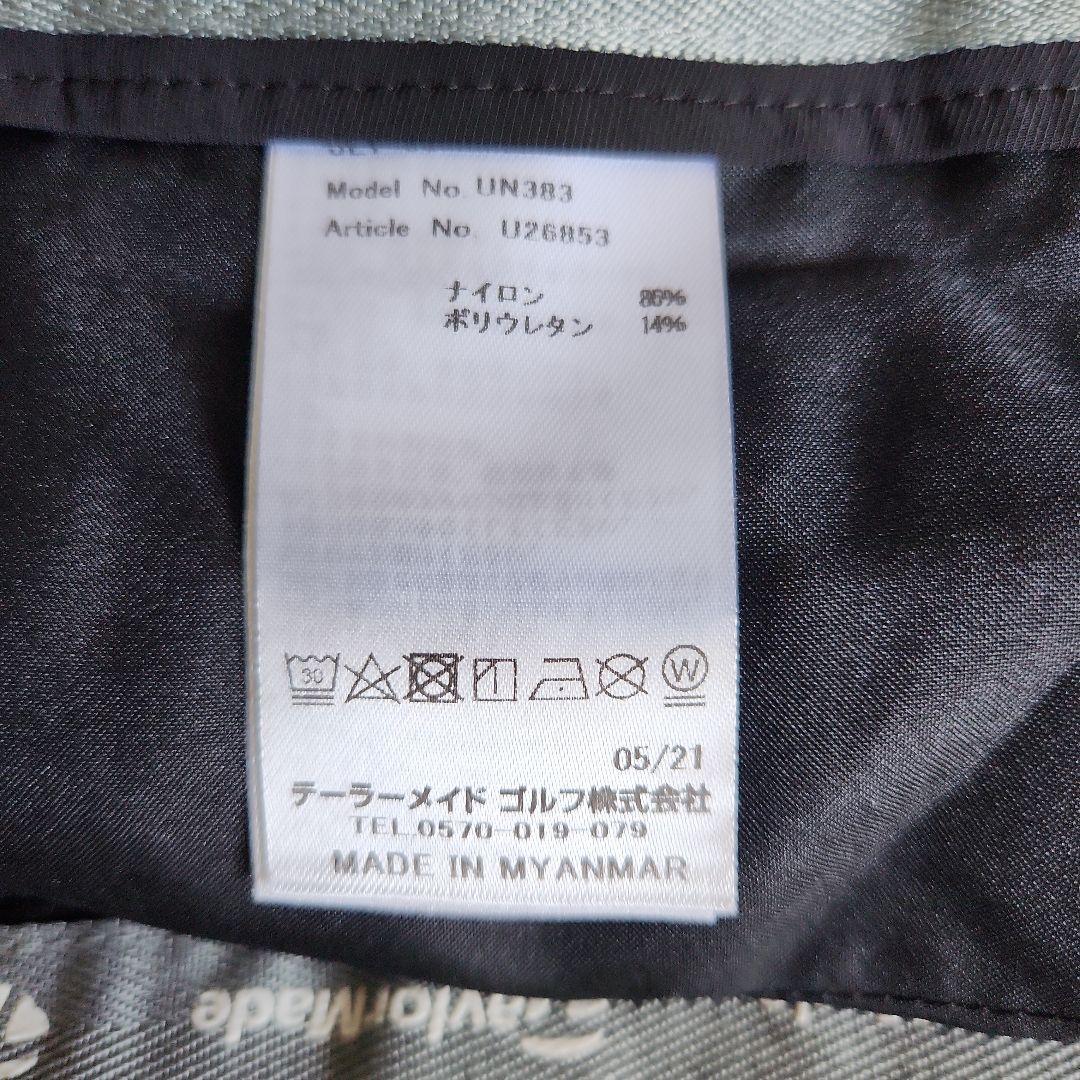 Model No. UN383
Article No. U26853
ナイロン 86%
ポリウレタン 14%
30
W
05/21
テーラーメイド ゴルフ株式会社
TEL.0570-019-079
MADE IN MYANMAR
TaylorMade